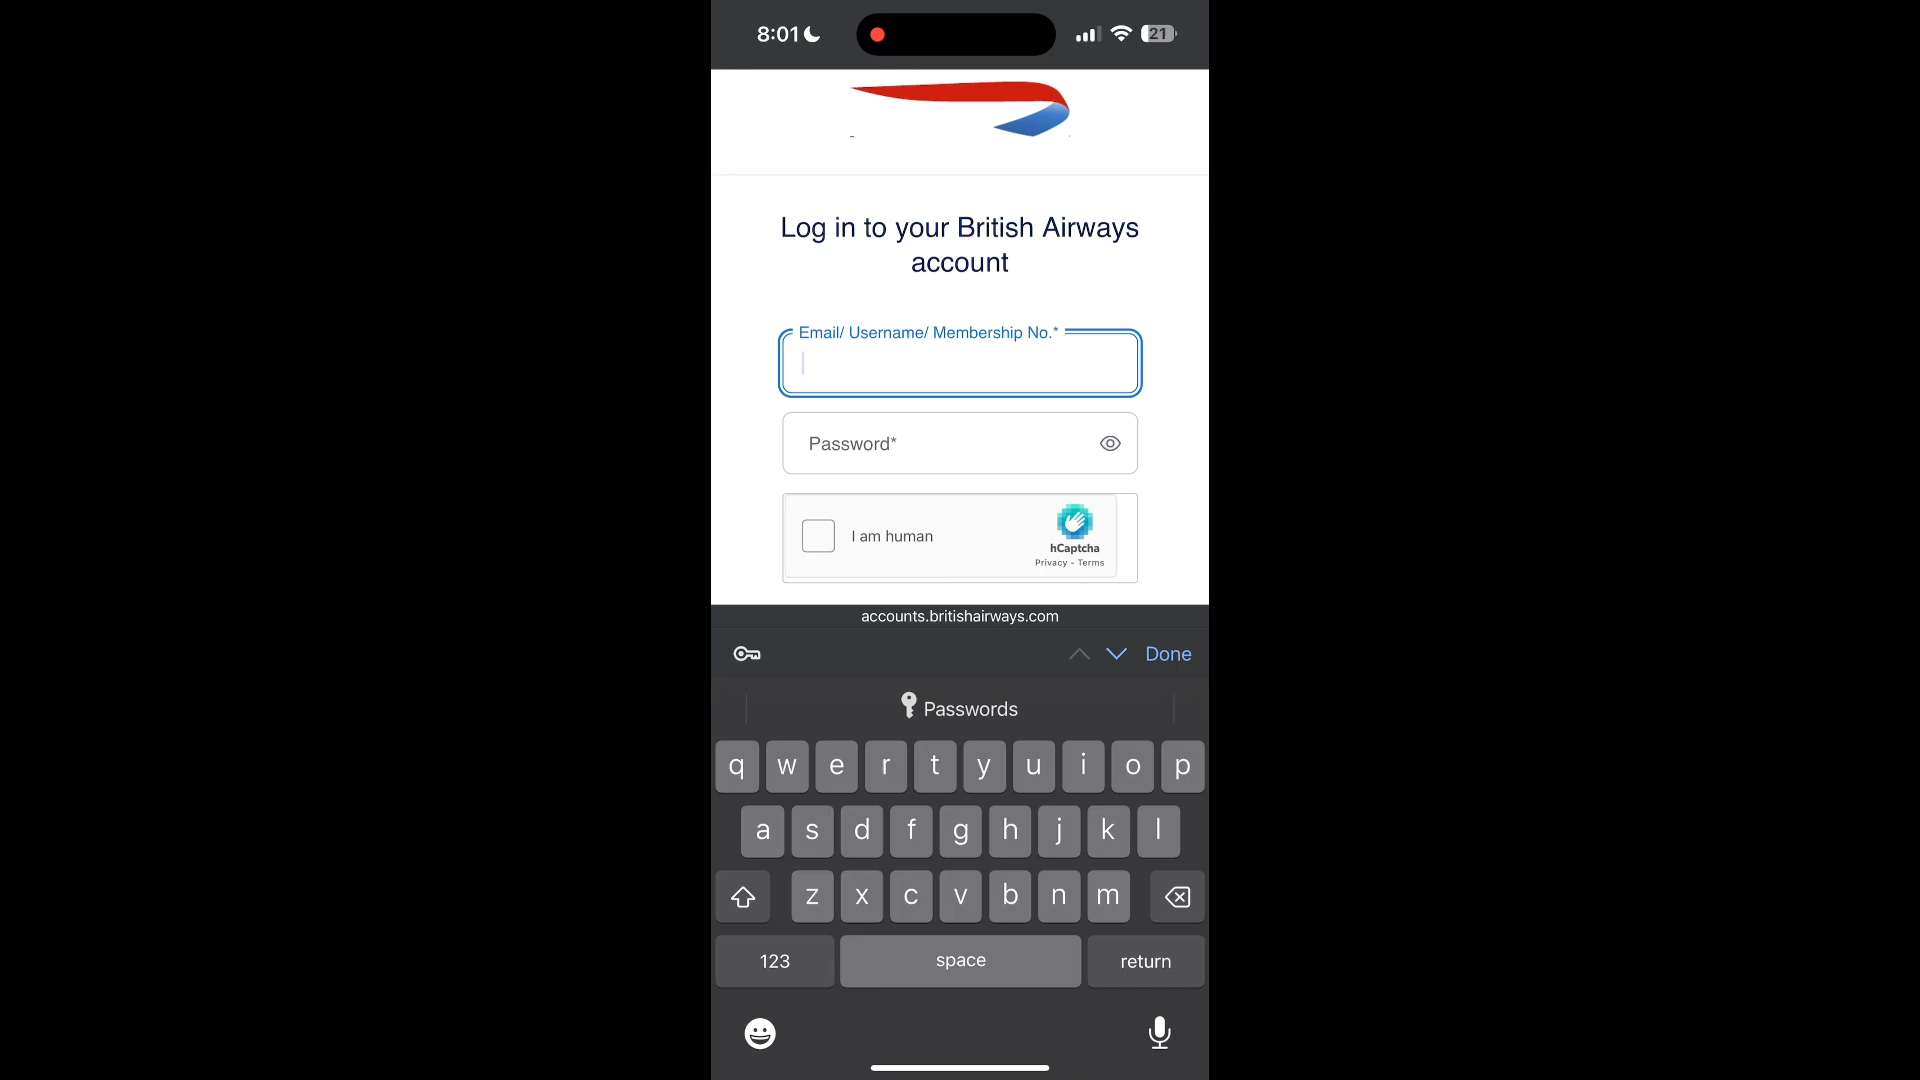 8:01
21
Log in to your British Airways
account
Email/ Username/ Membership No.*
Password*
I am human
hCaptcha
Privacy - Terms
accounts.britishairways.com
Done
Passwords
q w e r t y u i o p
a s d f g h j k l
z x c v b n m
123 space return